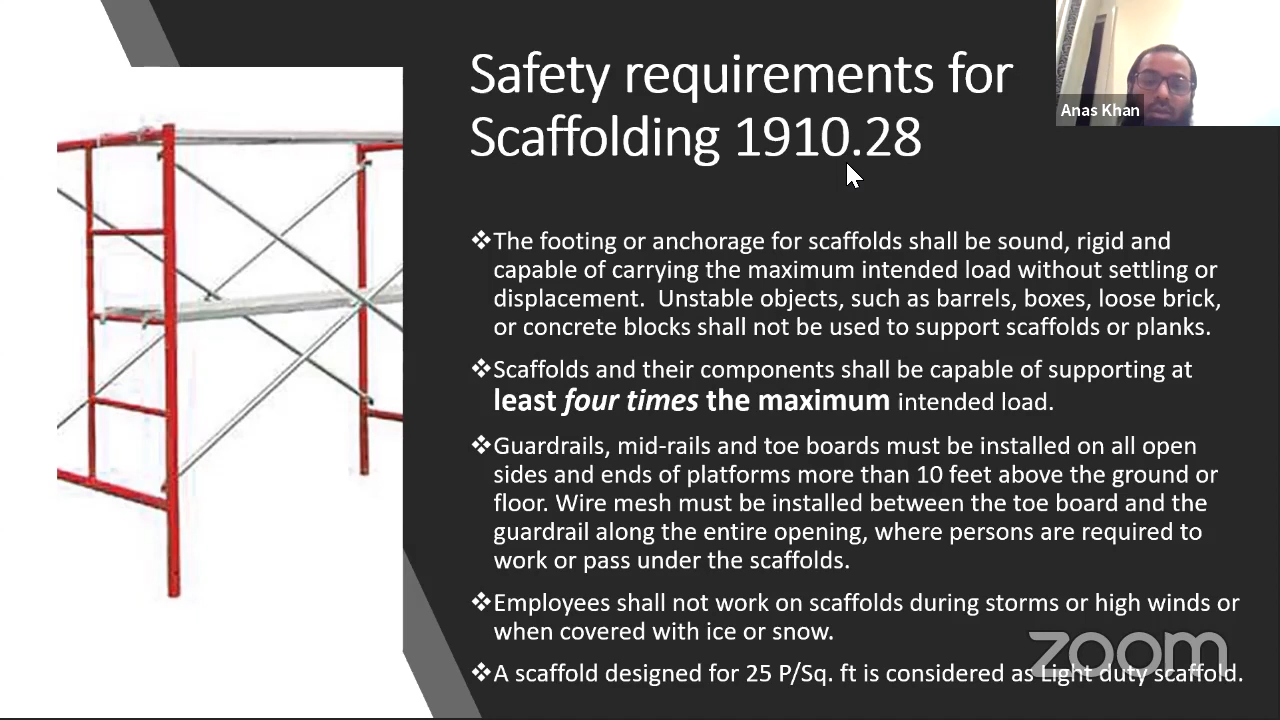 Safety requirements for
Scaffolding 1910.28
Anas Khan
❖The footing or anchorage for scaffolds shall be sound, rigid and
capable of carrying the maximum intended load without settling or
displacement.  Unstable objects, such as barrels, boxes, loose brick,
or concrete blocks shall not be used to support scaffolds or planks.
❖Scaffolds and their components shall be capable of supporting at
least four times the maximum intended load.
❖Guardrails, mid-rails and toe boards must be installed on all open
sides and ends of platforms more than 10 feet above the ground or
floor. Wire mesh must be installed between the toe board and the
guardrail along the entire opening, where persons are required to
work or pass under the scaffolds.
❖Employees shall not work on scaffolds during storms or high winds or
when covered with ice or snow.
❖A scaffold designed for 25 P/Sq. ft is considered as Light duty scaffold.
zoom